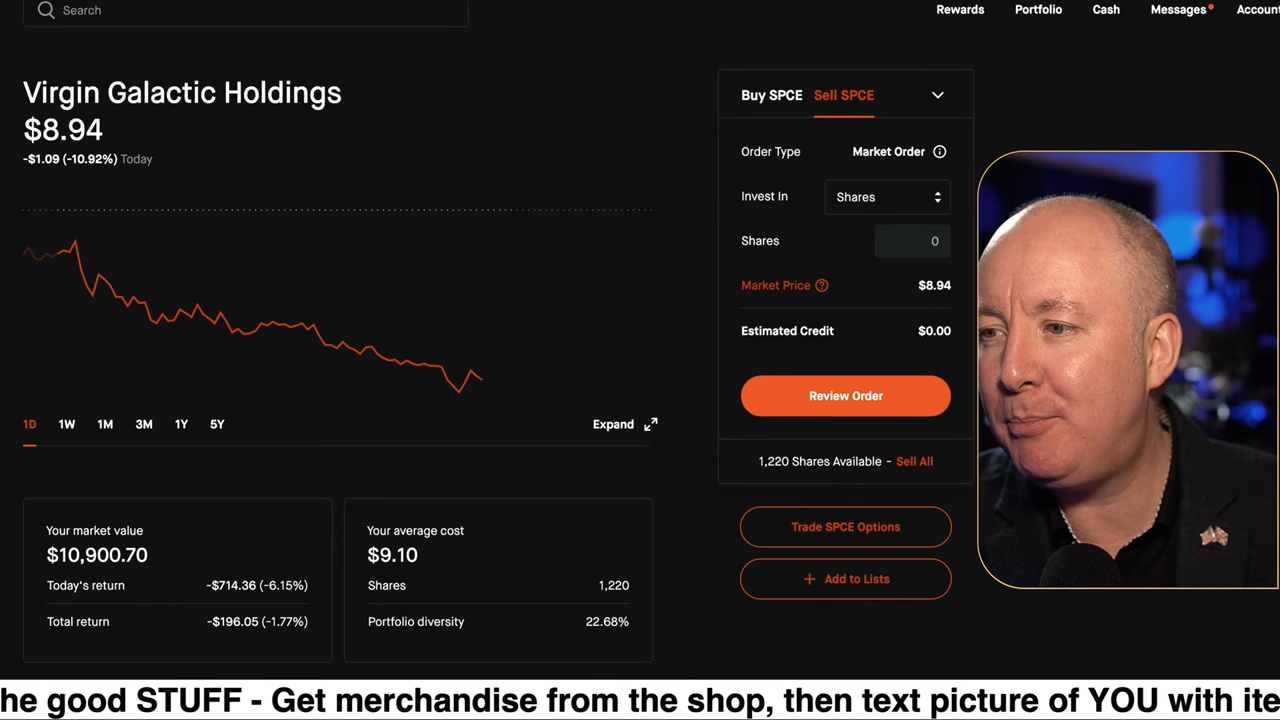 Search
Rewards
Portfolio
Cash
Messages
Account
Virgin Galactic Holdings
$8.94
-$1.09 (-10.92%) Today
1D
1W
1M
3M
1Y
5Y
Expand
Your market value
$10,900.70
Today's return -$714.36 (-6.15%)
Total return -$196.05 (-1.77%)
Your average cost
$9.10
Shares 1,220
Portfolio diversity 22.68%
Buy SPCE Sell SPCE
Order Type Market Order
Invest In Shares
Shares 0
Market Price $8.94
Estimated Credit $0.00
Review Order
1,220 Shares Available - Sell All
Trade SPCE Options
+ Add to Lists
he good STUFF - Get merchandise from the shop, then text picture of YOU with ite